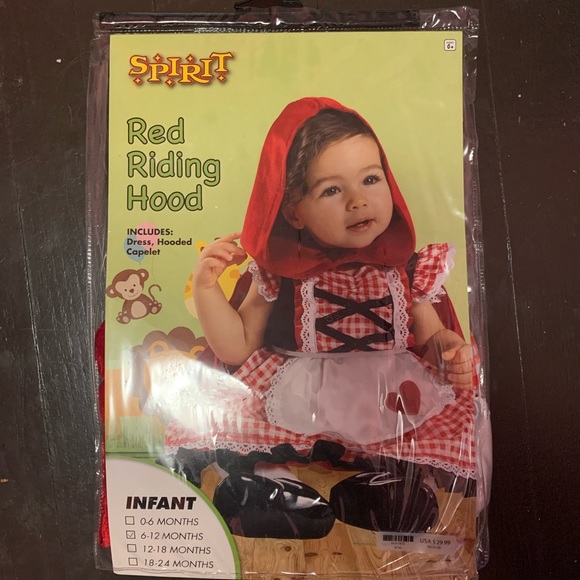 SPIRIT
Red
Riding
Hood
INCLUDES:
Dress, Hooded
Capelet
INFANT
0-6 MONTHS
6-12 MONTHS
12-18 MONTHS
18-24 MONTHS
USA $29.99